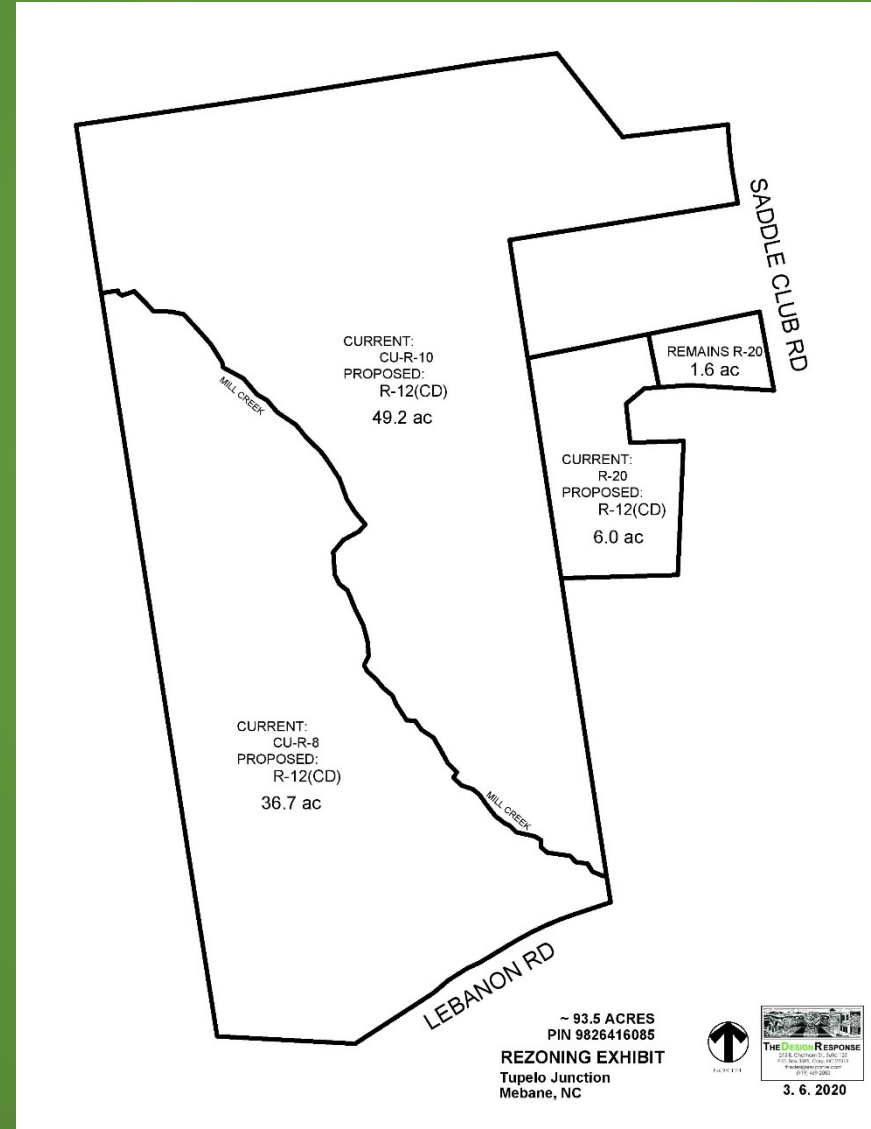 SADDLE CLUB RD
CURRENT:
CU-R-10
PROPOSED:
R-12(CD)
49.2 ac
REMAINS R-20
1.6 ac
MILL CREEK
CURRENT:
R-20
PROPOSED:
R-12(CD)
6.0 ac
CURRENT:
CU-R-8
PROPOSED:
R-12(CD)
36.7 ac
MILL CREEK
LEBANON RD
~ 93.5 ACRES
PIN 9826416085
REZONING EXHIBIT
Tupelo Junction
Mebane, NC
NORTH
THE DESIGN RESPONSE
3. 6. 2020